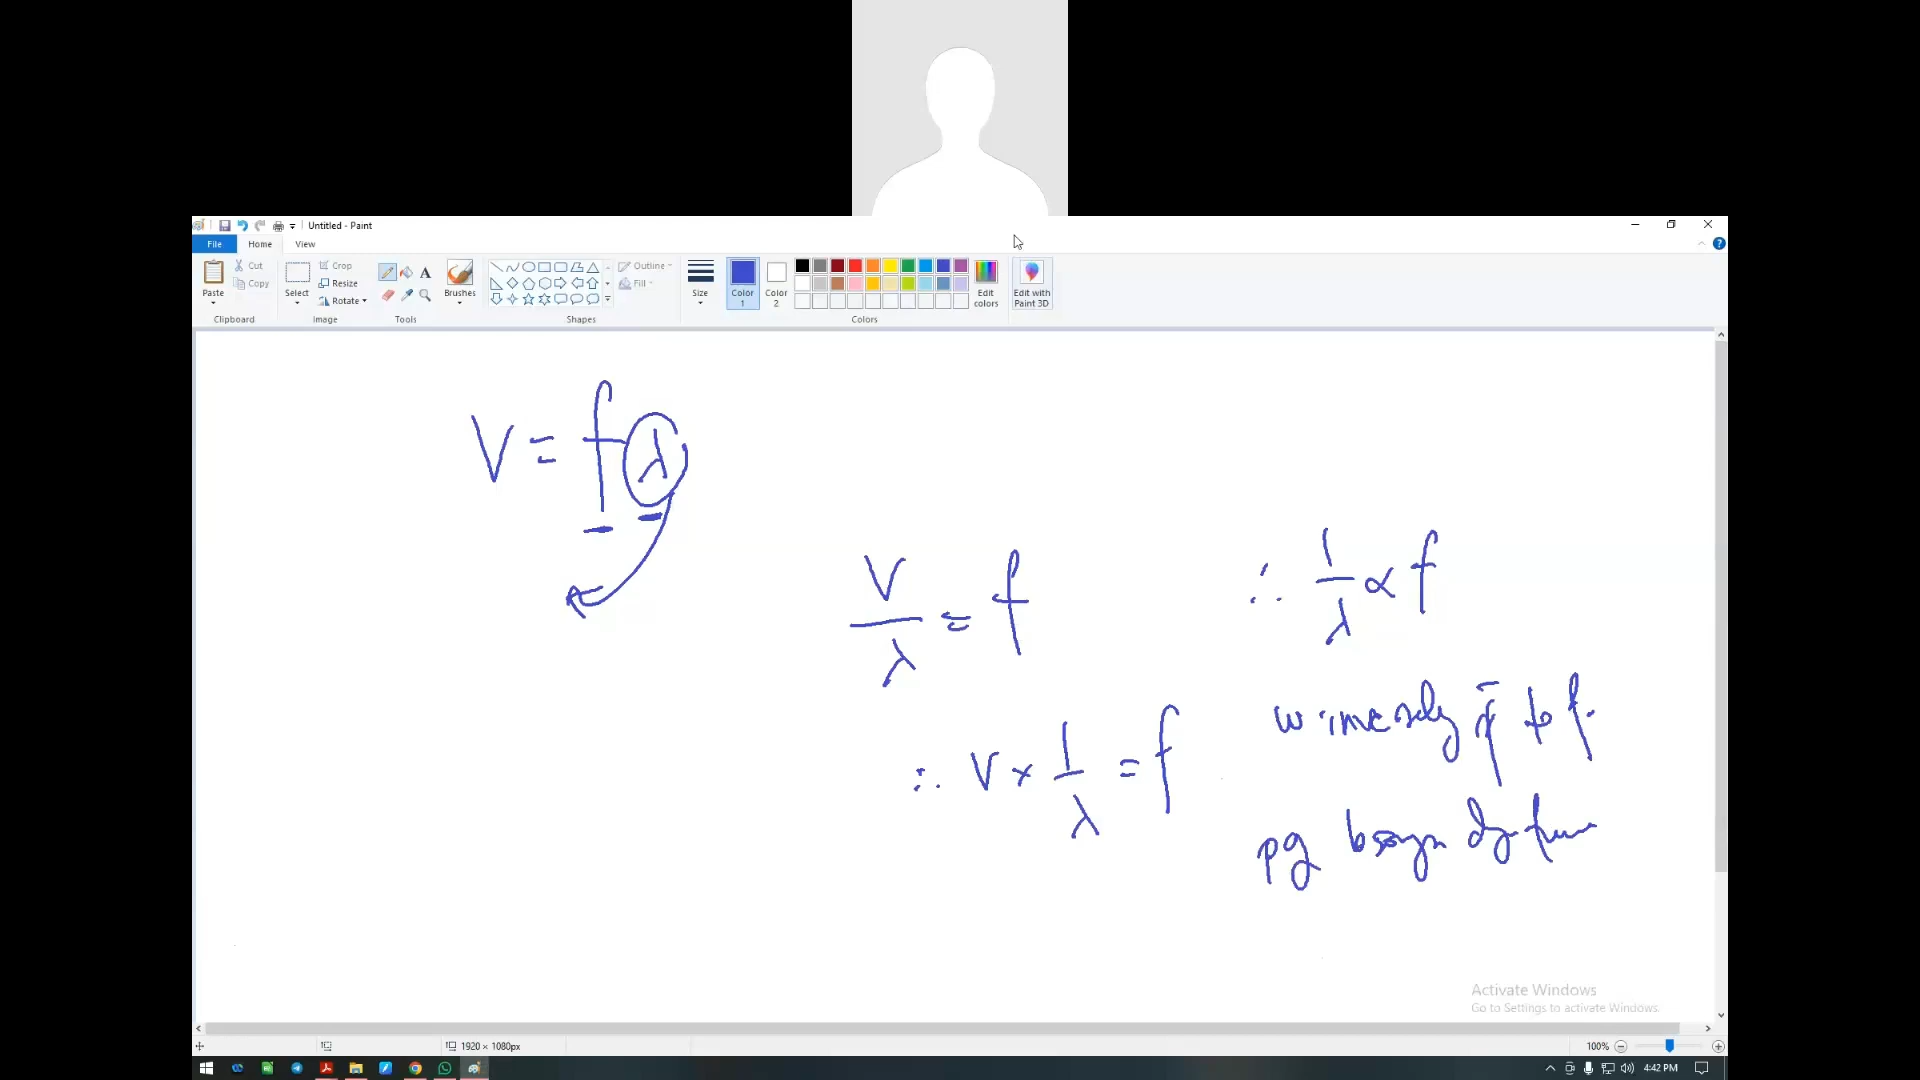 Untitled - Paint
File Home View
Paste Cut Copy
Clipboard
Select Crop Resize Rotate
Image
Tools
Brushes
Outline Fill
Shapes
Size
Color 1 Color 2
Edit colors
Colors
Edit with Paint 3D
V = fλ
V/λ = f
∴ V × 1/λ = f
∴ 1/λ ∝ f
to f.
Activate Windows
Go to Settings to activate Windows.
1920 × 1080px 100%
4:42 PM